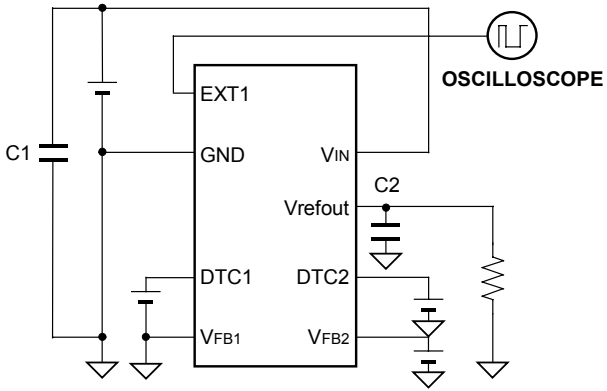 EXT1
OSCILLOSCOPE
C1
GND
VIN
C2
Vrefout
DTC1
DTC2
VFB1
VFB2